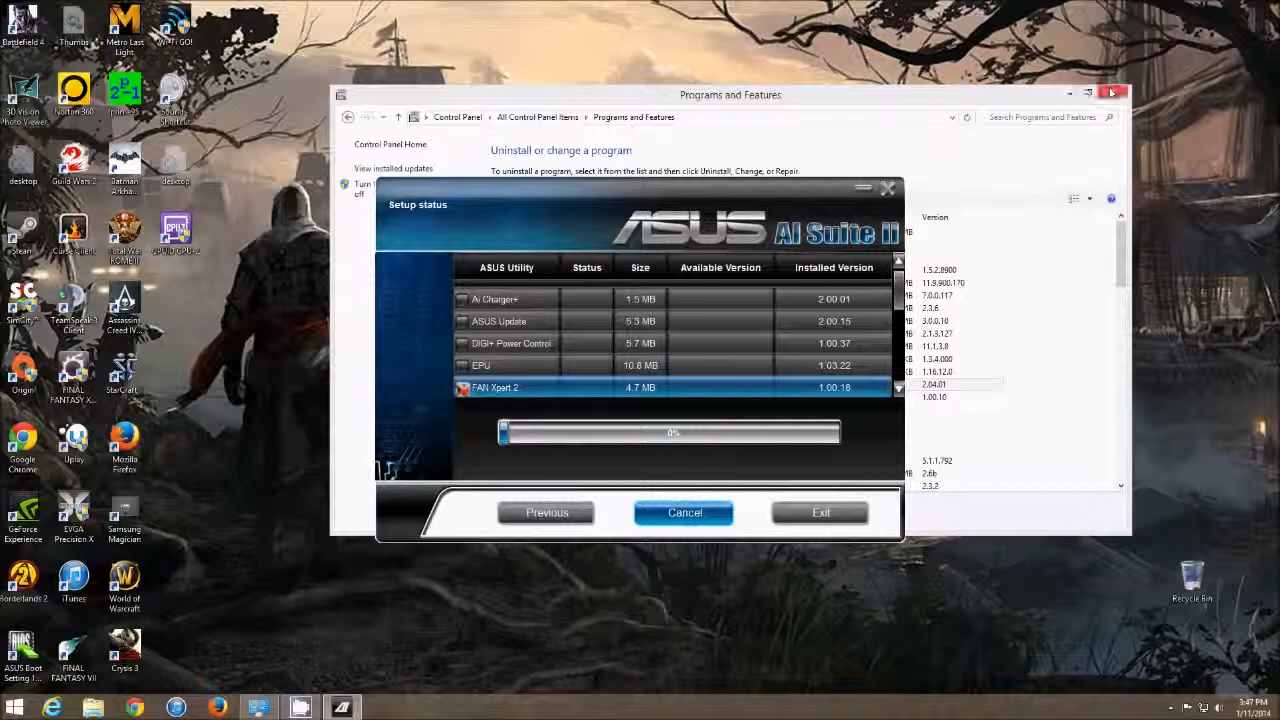 Battlefield 4
Thumbs
Metro Last
Light
Wi-Fi GO!
3D Vision
Photo Viewer
Norton 360
prime95
Sound -
Shortcut
desktop
Guild Wars 2
Batman
Arkha...
desktop
Steam
Curse Client
Total War
ROME II
CPUID CPU-Z
SimCity™
TeamSpeak 3
Client
Assassins
Creed IV...
Origin
FINAL
FANTASY X...
StarCraft
Google
Chrome
Uplay
Mozilla
Firefox
GeForce
Experience
EVGA
Precision X
Samsung
Magician
Borderlands 2
iTunes
World of
Warcraft
ASUS Boot
Setting 1...
FINAL
FANTASY VII
Crysis 3
Recycle Bin
Programs and Features
Control Panel
All Control Panel Items
Programs and Features
Search Programs and Features
Control Panel Home
View installed updates
Turn
off
Uninstall or change a program
To uninstall a program, select it from the list and then click Uninstall, Change, or Repair.
Version
1.5.2.8900
11.9.900.170
7.0.0.117
2.3.6
3.0.0.10
2.1.3.127
11.1.3.8
1.3.4.000
1.16.12.0
2.04.01
1.00.10
5.1.1.792
2.6b
2.3.2
Setup status
ASUS AI Suite II
ASUS Utility Status Size Available Version Installed Version
Ai Charger+ 1.5 MB 2.00.01
ASUS Update 5.3 MB 2.00.15
DIGI+ Power Control 5.7 MB 1.00.37
EPU 10.8 MB 1.03.22
FAN Xpert 2 4.7 MB 1.00.18
0%
Previous
Cancel
Exit
3:47 PM
1/11/2014